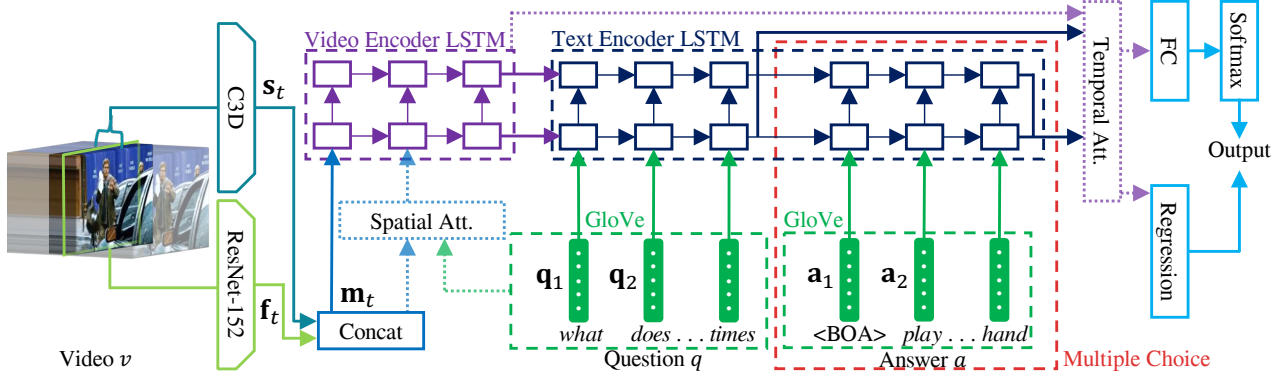 Video Encoder LSTM
Text Encoder LSTM
C3D
s_t
Temporal Att.
FC
Softmax
Output
Regression
Spatial Att.
GloVe
GloVe
ResNet-152
f_t
m_t
Concat
q_1
q_2
a_1
a_2
what does . . . times
<BOA> play . . . hand
Video v
Question q
Answer a
Multiple Choice